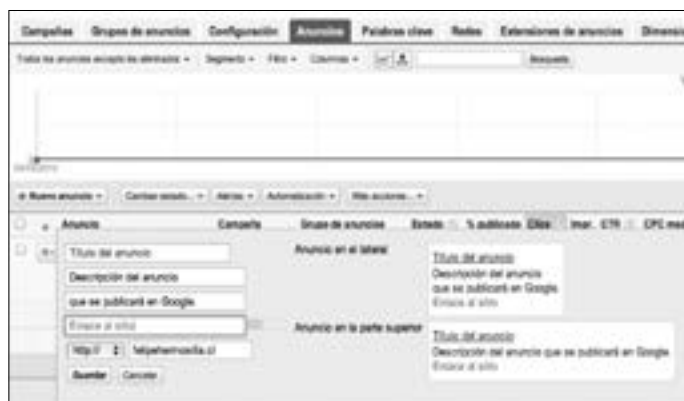 Campañas Grupos de anuncios Configuración Anuncios Palabras clave Redes Extensiones de anuncios Dimensio
Todos los anuncios excepto los eliminados Segmento Filtro Columnas Búsqueda
+ Nuevo anuncio Cambiar estado... Alertas Automatización Más acciones...
Anuncio Campaña Grupo de anuncios Estado % publicado Clics Impr. CTR CPC med
Título del anuncio
Descripción del anuncio
que se publicará en Google
Enlace al sitio
http:// felipehermosilla.cl
Guardar Cancelar
Anuncio en el lateral
Título del anuncio
Descripción del anuncio
que se publicará en Google
Enlace al sitio
Anuncio en la parte superior
Título del anuncio
Descripción del anuncio que se publicará en Google
Enlace al sitio